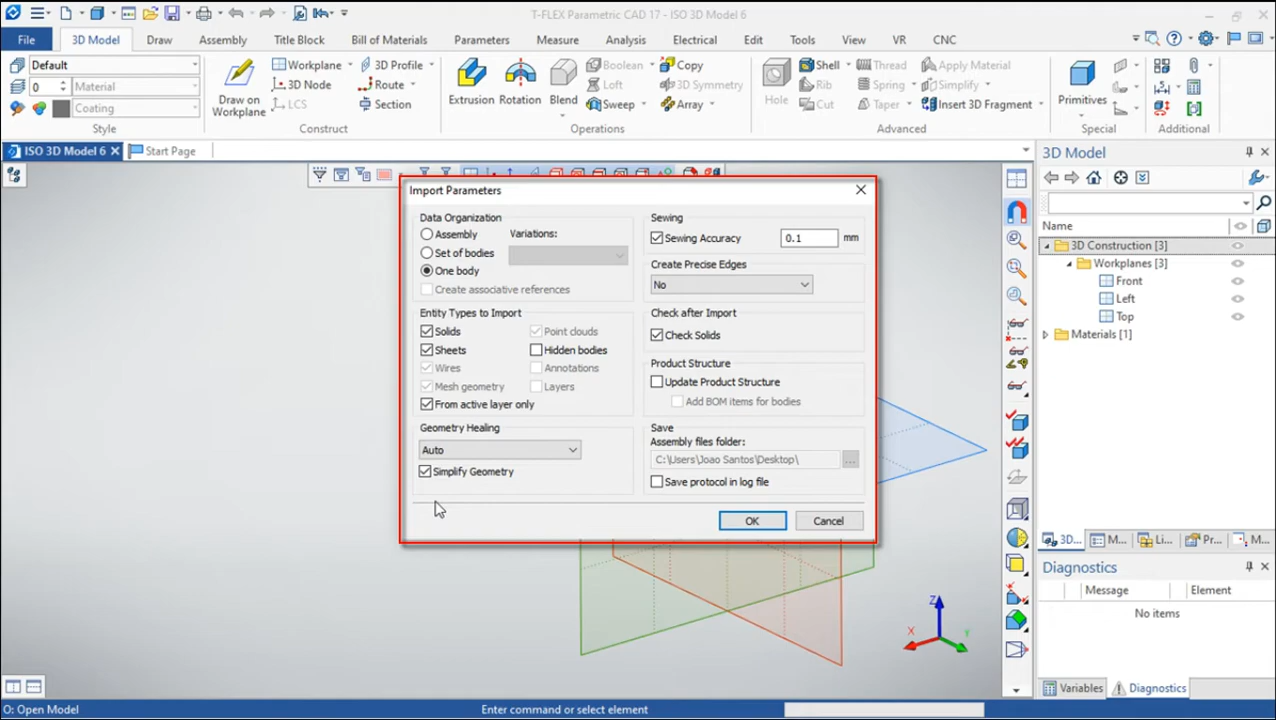 T-FLEX Parametric CAD 17 - ISO 3D Model 6
File
3D Model
Draw
Assembly
Title Block
Bill of Materials
Parameters
Measure
Analysis
Electrical
Edit
Tools
View
VR
CNC
Default
0
Material
Coating
Style
Draw on
Workplane
Workplane
3D Node
LCS
3D Profile
Route
Section
Construct
Extrusion
Rotation
Blend
Boolean
Loft
Sweep
Copy
3D Symmetry
Array
Operations
Hole
Shell
Rib
Cut
Thread
Spring
Taper
Apply Material
Simplify
Insert 3D Fragment
Advanced
Primitives
Special
Additional
ISO 3D Model 6
Start Page
3D Model
Name
3D Construction [3]
Workplanes [3]
Front
Left
Top
Materials [1]
Import Parameters
Data Organization
Assembly
Variations:
Set of bodies
One body
Create associative references
Entity Types to Import
Solids
Point clouds
Sheets
Hidden bodies
Wires
Annotations
Mesh geometry
Layers
From active layer only
Geometry Healing
Auto
Simplify Geometry
Sewing
Sewing Accuracy
0.1
mm
Create Precise Edges
No
Check after Import
Check Solids
Product Structure
Update Product Structure
Add BOM items for bodies
Save
Assembly files folder:
C:\Users\Joao Santos\Desktop\
...
Save protocol in log file
OK
Cancel
Z
X
Y
3D...
M...
Li...
Pr...
M...
Diagnostics
Message
Element
No items
Variables
Diagnostics
O: Open Model
Enter command or select element